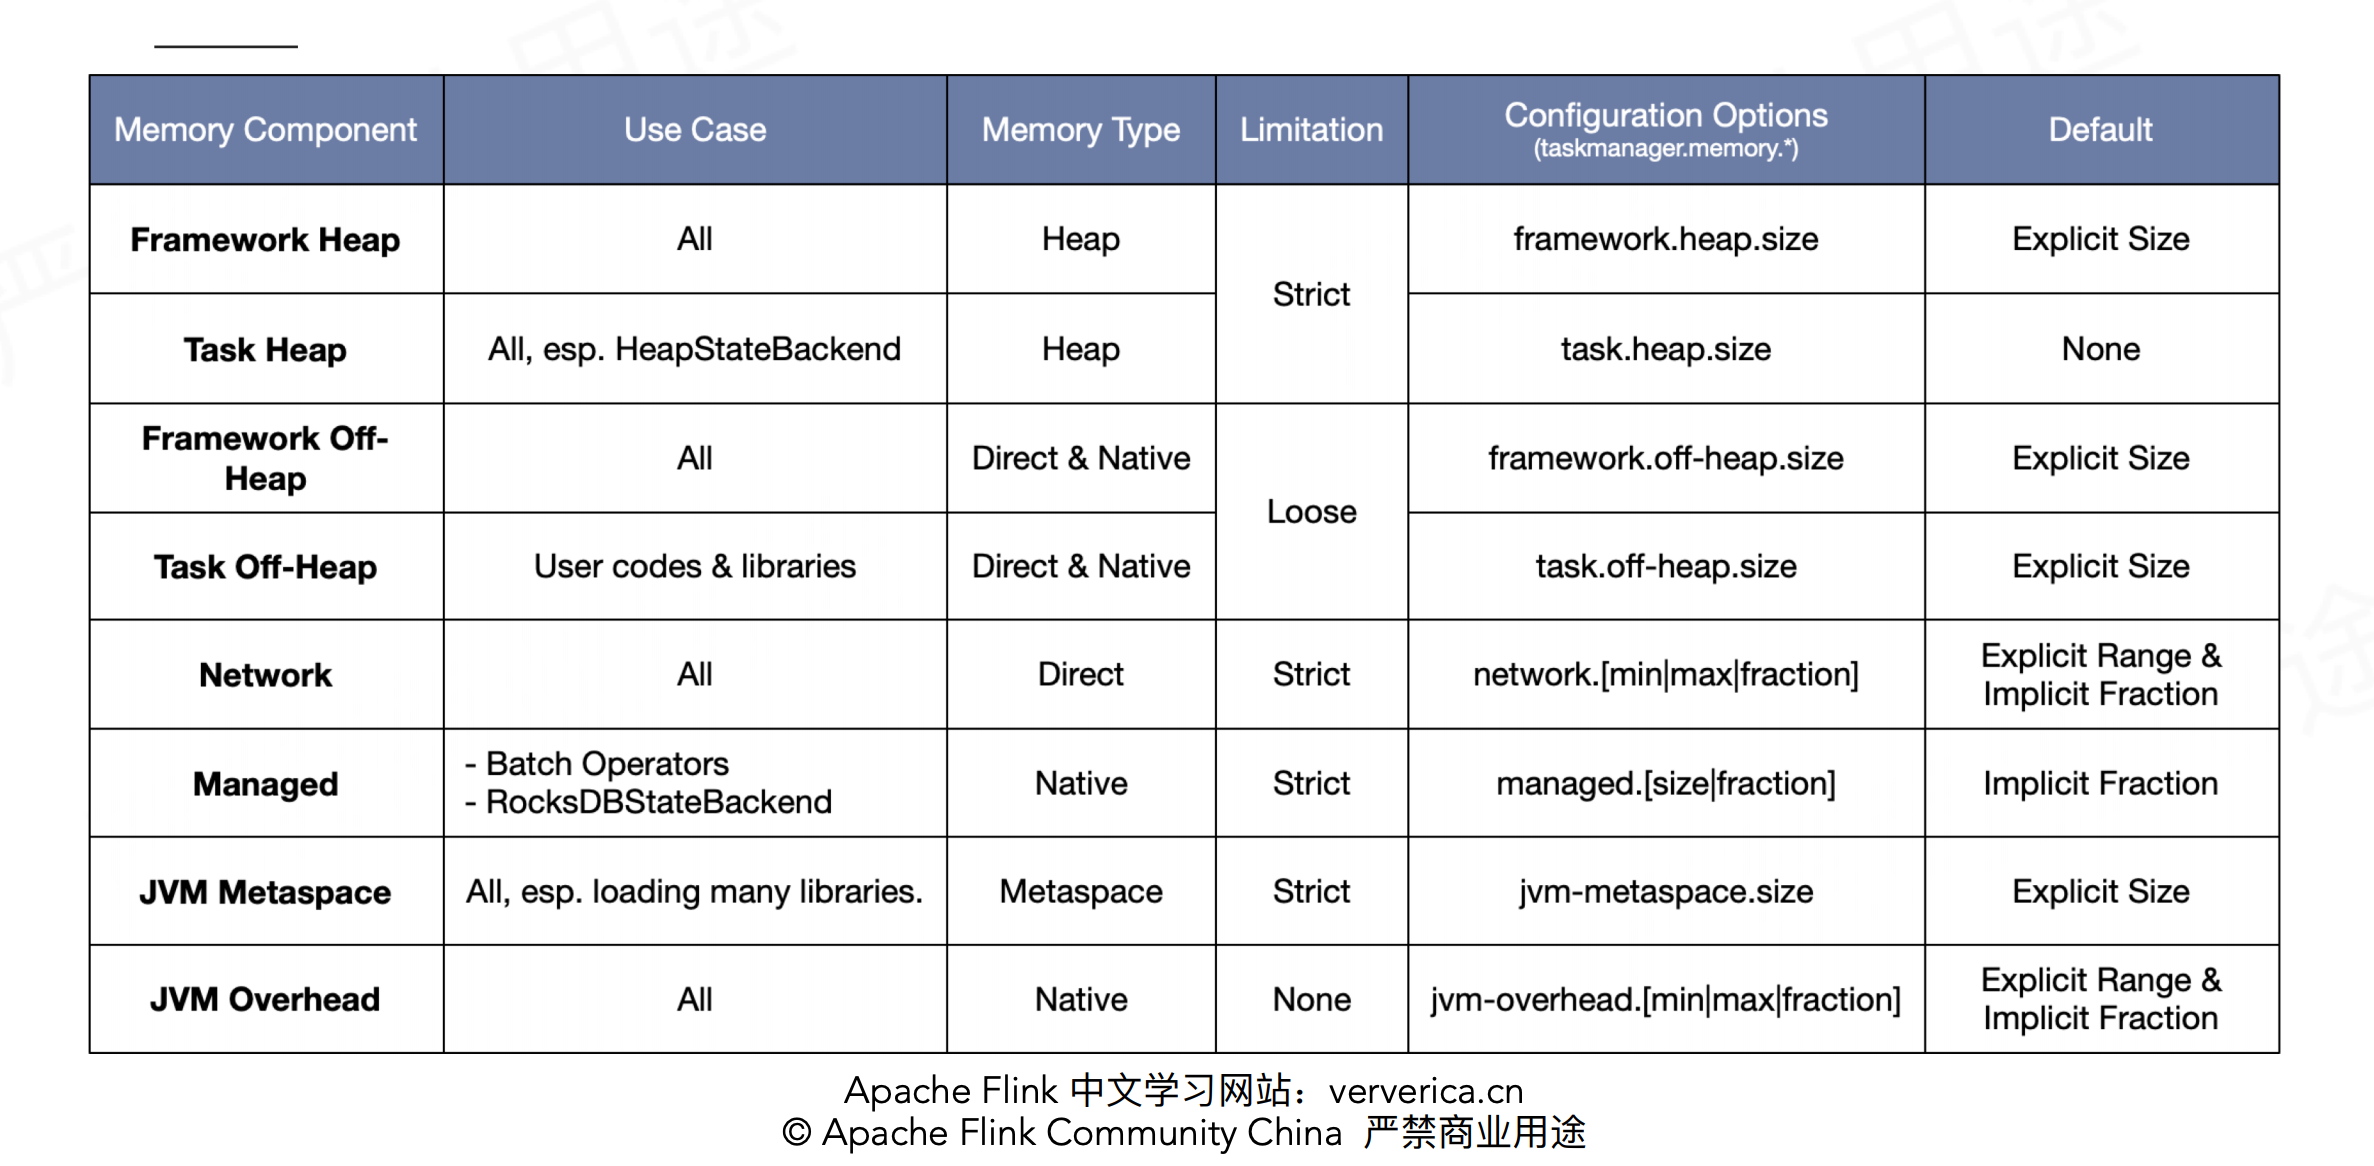 Memory Component
Use Case
Memory Type
Limitation
Configuration Options
(taskmanager.memory.*)
Default
Framework Heap
All
Heap
Strict
framework.heap.size
Explicit Size
Task Heap
All, esp. HeapStateBackend
Heap
task.heap.size
None
Framework Off-
Heap
All
Direct & Native
Loose
framework.off-heap.size
Explicit Size
Task Off-Heap
User codes & libraries
Direct & Native
task.off-heap.size
Explicit Size
Network
All
Direct
Strict
network.[min|max|fraction]
Explicit Range &
Implicit Fraction
Managed
- Batch Operators
- RocksDBStateBackend
Native
Strict
managed.[size|fraction]
Implicit Fraction
JVM Metaspace
All, esp. loading many libraries.
Metaspace
Strict
jvm-metaspace.size
Explicit Size
JVM Overhead
All
Native
None
jvm-overhead.[min|max|fraction]
Explicit Range &
Implicit Fraction
Apache Flink 中文学习网站：ververica.cn
© Apache Flink Community China 严禁商业用途
用途
用途
严
途